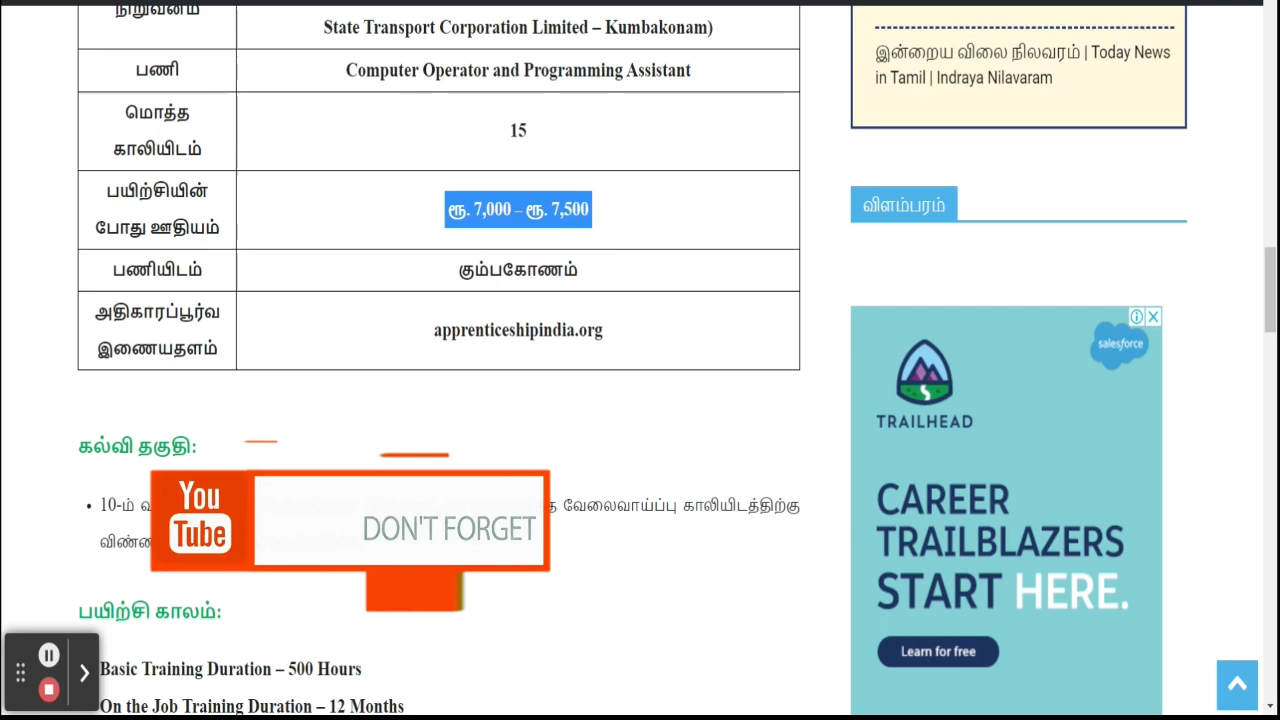 நிறுவனம்
State Transport Corporation Limited – Kumbakonam)
பணி
Computer Operator and Programming Assistant
மொத்த
காலியிடம்
15
பயிற்சியின்
போது ஊதியம்
ரூ. 7,000 – ரூ. 7,500
பணியிடம்
கும்பகோணம்
அதிகாரப்பூர்வ
இணையதளம்
apprenticeshipindia.org
கல்வி தகுதி:
• 10-ம் வேலைவாய்ப்பு காலியிடத்திற்கு
You
Tube
DON'T FORGET
பயிற்சி காலம்:
Basic Training Duration – 500 Hours
On the Job Training Duration – 12 Months
இன்றைய விலை நிலவரம் | Today News
in Tamil | Indraya Nilavaram
விளம்பரம்
salesforce
TRAILHEAD
CAREER
TRAILBLAZERS
START HERE.
Learn for free